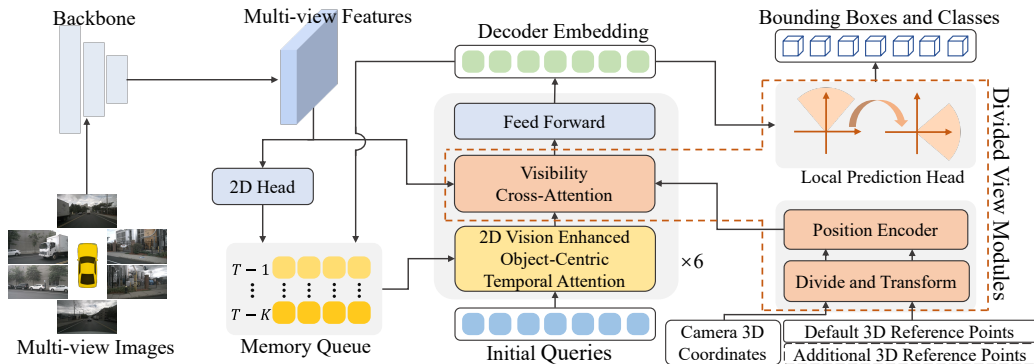 Backbone
Multi-view Features
Decoder Embedding
Bounding Boxes and Classes
Feed Forward
Local Prediction Head
Divided View Modules
2D Head
Visibility
Cross-Attention
Position Encoder
2D Vision Enhanced
Object-Centric
Temporal Attention
×6
Divide and Transform
T − 1
T − K
Memory Queue
Multi-view Images
Initial Queries
Camera 3D
Coordinates
Default 3D Reference Points
Additional 3D Reference Points